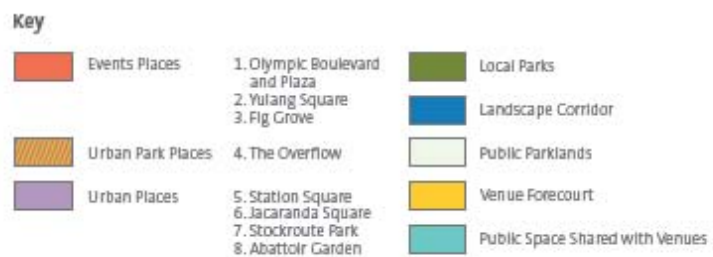 Key
Events Places
1. Olympic Boulevard
and Plaza
2. Yulang Square
3. Fig Grove
Urban Park Places
4. The Overflow
Urban Places
5. Station Square
6. Jacaranda Square
7. Stockroute Park
8. Abattoir Garden
Local Parks
Landscape Corridor
Public Parklands
Venue Forecourt
Public Space Shared with Venues